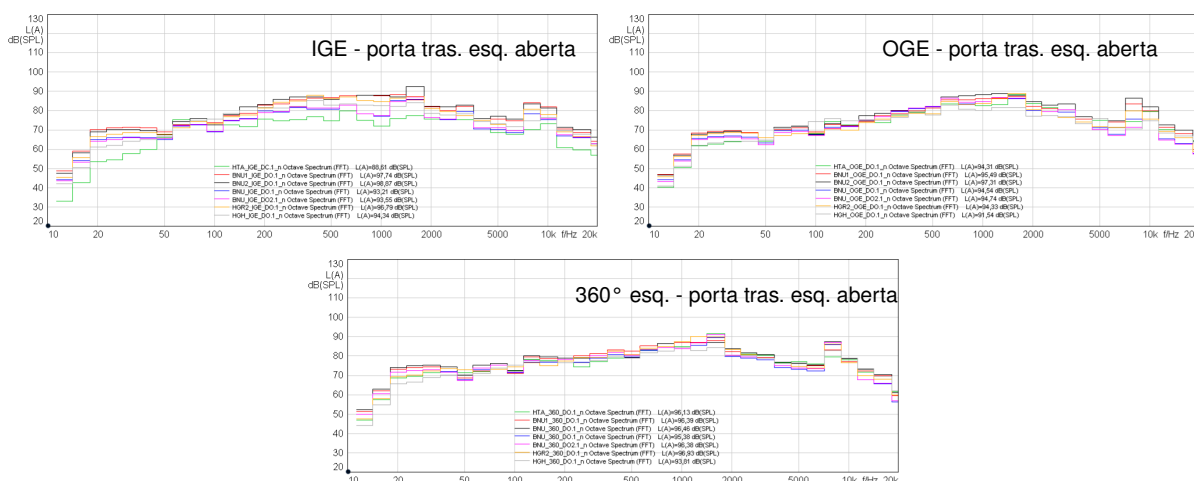 130
L(A)
dB(SPL)
110
100
90
80
70
60
50
40
30
20
IGE - porta tras. esq. aberta
HTA_IGE_DC.1_n Octave Spectrum (FFT) L(A)=88,61 dB(SPL)
BNU1_IGE_DO.1_n Octave Spectrum (FFT) L(A)=97,74 dB(SPL)
BNU2_IGE_DO.1_n Octave Spectrum (FFT) L(A)=98,87 dB(SPL)
BNU_IGE_DO.1_n Octave Spectrum (FFT) L(A)=93,21 dB(SPL)
BNU_IGE_DO2.1_n Octave Spectrum (FFT) L(A)=93,55 dB(SPL)
HGR2_IGE_DO.1_n Octave Spectrum (FFT) L(A)=96,79 dB(SPL)
HGH_IGE_DO.1_n Octave Spectrum (FFT) L(A)=94,34 dB(SPL)
10 20 50 100 200 500 1000 2000 5000 10k f/Hz 20k
130
L(A)
dB(SPL)
110
100
90
80
70
60
50
40
30
20
OGE - porta tras. esq. aberta
HTA_OGE_DO.1_n Octave Spectrum (FFT) L(A)=94,31 dB(SPL)
BNU1_OGE_DO.1_n Octave Spectrum (FFT) L(A)=95,49 dB(SPL)
BNU2_OGE_DO.1_n Octave Spectrum (FFT) L(A)=97,31 dB(SPL)
BNU_OGE_DO.1_n Octave Spectrum (FFT) L(A)=94,54 dB(SPL)
BNU_OGE_DO2.1_n Octave Spectrum (FFT) L(A)=94,74 dB(SPL)
HGR2_OGE_DO.1_n Octave Spectrum (FFT) L(A)=94,33 dB(SPL)
HGH_OGE_DO.1_n Octave Spectrum (FFT) L(A)=91,54 dB(SPL)
10 20 50 100 200 500 1000 2000 5000 10k f/Hz 20
130
L(A)
dB(SPL)
110
100
90
80
70
60
50
40
30
20
360° esq. - porta tras. esq. aberta
HTA_360_DO.1_n Octave Spectrum (FFT) L(A)=96,13 dB(SPL)
BNU1_360_DO.1_n Octave Spectrum (FFT) L(A)=96,39 dB(SPL)
BNU_360_DO.1_n Octave Spectrum (FFT) L(A)=96,46 dB(SPL)
BNU_360_DO.1_n Octave Spectrum (FFT) L(A)=95,38 dB(SPL)
BNU_360_DO2.1_n Octave Spectrum (FFT) L(A)=96,38 dB(SPL)
HGR2_360_DO.1_n Octave Spectrum (FFT) L(A)=96,93 dB(SPL)
HGH_360_DO.1_n Octave Spectrum (FFT) L(A)=93,81 dB(SPL)
10 20 50 100 200 500 1000 2000 5000 10k f/Hz 20k